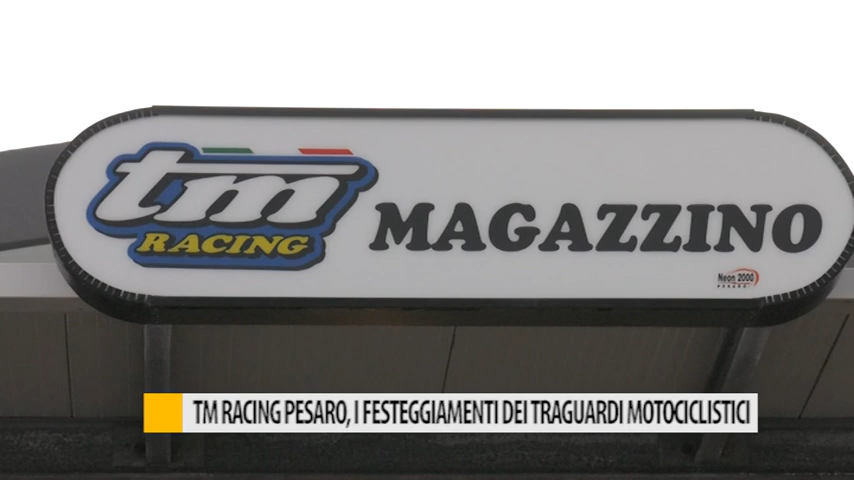 tm
RACING
MAGAZZINO
Neon 2000
PESARO
TM RACING PESARO, I FESTEGGIAMENTI DEI TRAGUARDI MOTOCICLISTICI